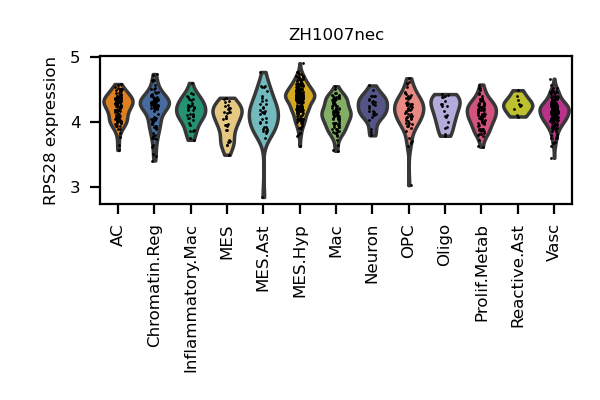 ZH1007nec
RPS28 expression
5
4
3
AC
Chromatin.Reg
Inflammatory.Mac
MES
MES.Ast
MES.Hyp
Mac
Neuron
OPC
Oligo
Prolif.Metab
Reactive.Ast
Vasc